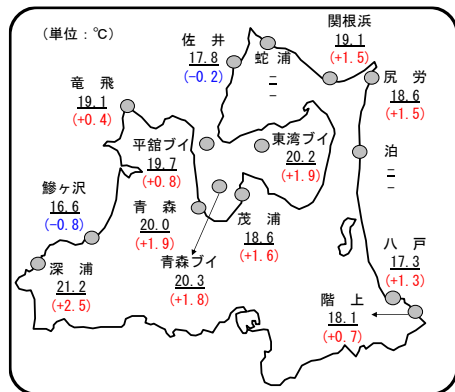 (単位：℃)
佐 井
17.8
(-0.2)
蛇 浦
－
－
関根浜
19.1
(+1.5)
尻 労
18.6
(+1.5)
竜 飛
19.1
(+0.4)
平舘ブイ
19.7
(+0.8)
東湾ブイ
20.2
(+1.9)
泊
－
－
鰺ヶ沢
16.6
(-0.8)
青 森
20.0
(+1.9)
茂 浦
18.6
(+1.6)
深 浦
21.2
(+2.5)
青森ブイ
20.3
(+1.8)
八 戸
17.3
(+1.3)
階 上
18.1
(+0.7)